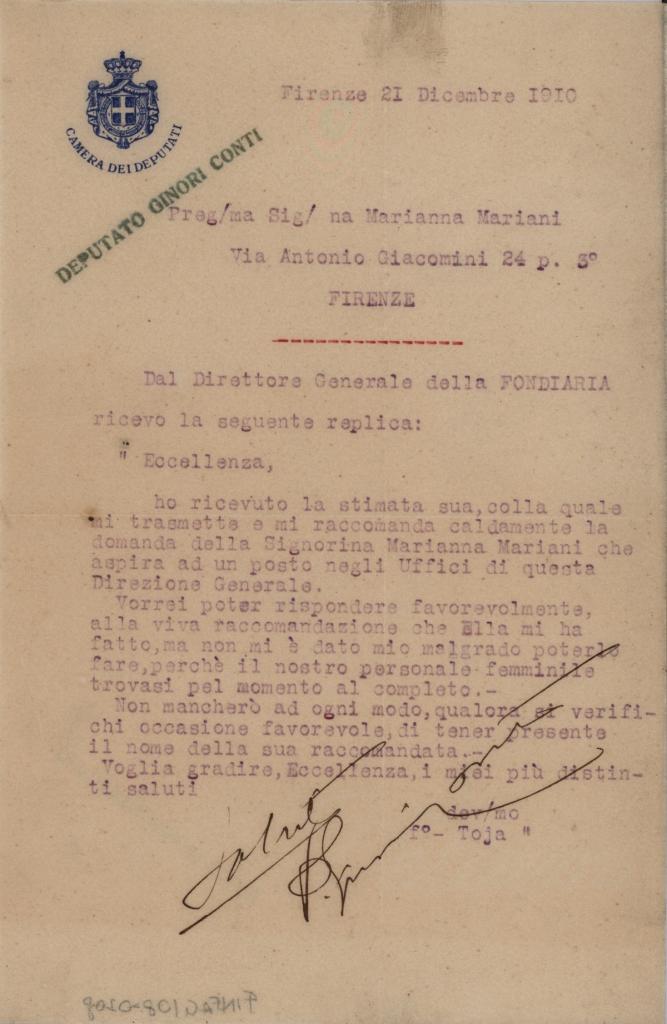 CAMERA DEI DEPUTATI
DEPUTATO GINORI CONTI
Firenze 21 Dicembre 1910
Preg/ma Sig/ na Marianna Mariani
Via Antonio Giacomini 24 p. 3º
FIRENZE
Dal Direttore Generale della FONDIARIA
ricevo la seguente replica:
" Eccellenza,
ho ricevuto la stimata sua,colla quale
mi trasmette e mi raccomanda caldamente la
domanda della Signorina Marianna Mariani che
aspira ad un posto negli Uffici di questa
Direzione Generale.
Vorrei poter rispondere favorevolmente,
alla viva raccomandazione che Ella mi ha
fatto,ma non mi è dato mio malgrado poterlo
fare,perchè il nostro personale femminile
trovasi pel momento al completo.-
Non mancherò ad ogni modo,qualora si verifi-
chi occasione favorevole,di tener presente
il nome della sua raccomandata.-
Voglia gradire,Eccellenza,i miei più distin-
ti saluti
dev/mo
fº- Toja "